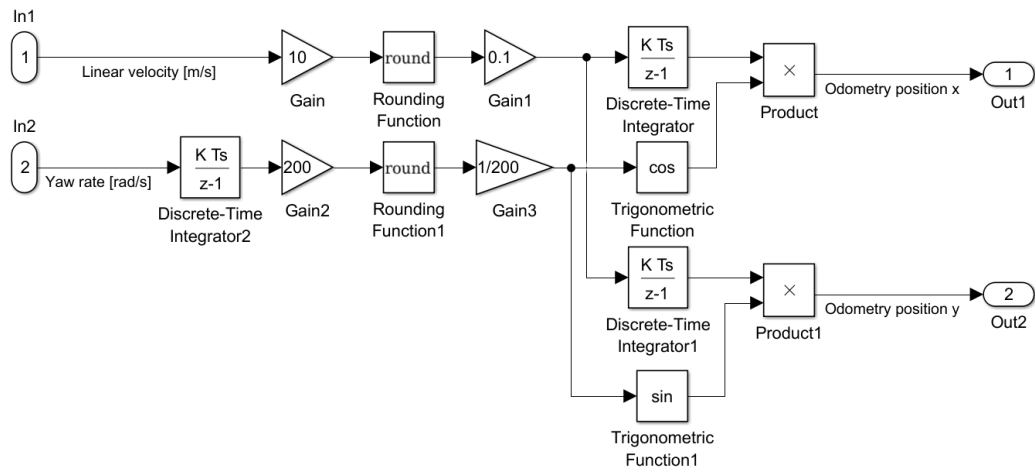 In1
1
Linear velocity [m/s]
10
Gain
round
Rounding
Function
0.1
Gain1
K Ts
z-1
Discrete-Time
Integrator
×
Product
Odometry position x
1
Out1
In2
2
Yaw rate [rad/s]
K Ts
z-1
Discrete-Time
Integrator2
200
Gain2
round
Rounding
Function1
1/200
Gain3
cos
Trigonometric
Function
K Ts
z-1
Discrete-Time
Integrator1
×
Product1
Odometry position y
2
Out2
sin
Trigonometric
Function1